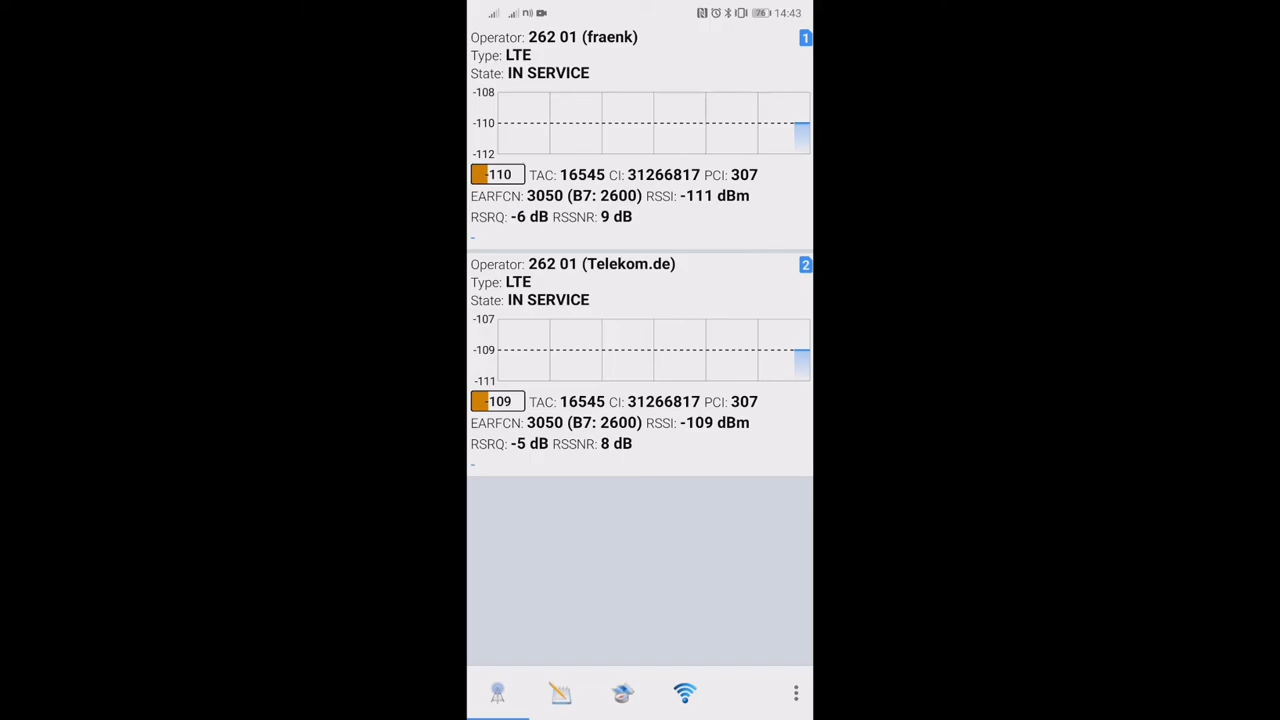 76 14:43
Operator: 262 01 (fraenk) 1
Type: LTE
State: IN SERVICE
-108
-110
-112
-110 TAC: 16545 CI: 31266817 PCI: 307
EARFCN: 3050 (B7: 2600) RSSI: -111 dBm
RSRQ: -6 dB RSSNR: 9 dB
-
Operator: 262 01 (Telekom.de) 2
Type: LTE
State: IN SERVICE
-107
-109
-111
-109 TAC: 16545 CI: 31266817 PCI: 307
EARFCN: 3050 (B7: 2600) RSSI: -109 dBm
RSRQ: -5 dB RSSNR: 8 dB
-